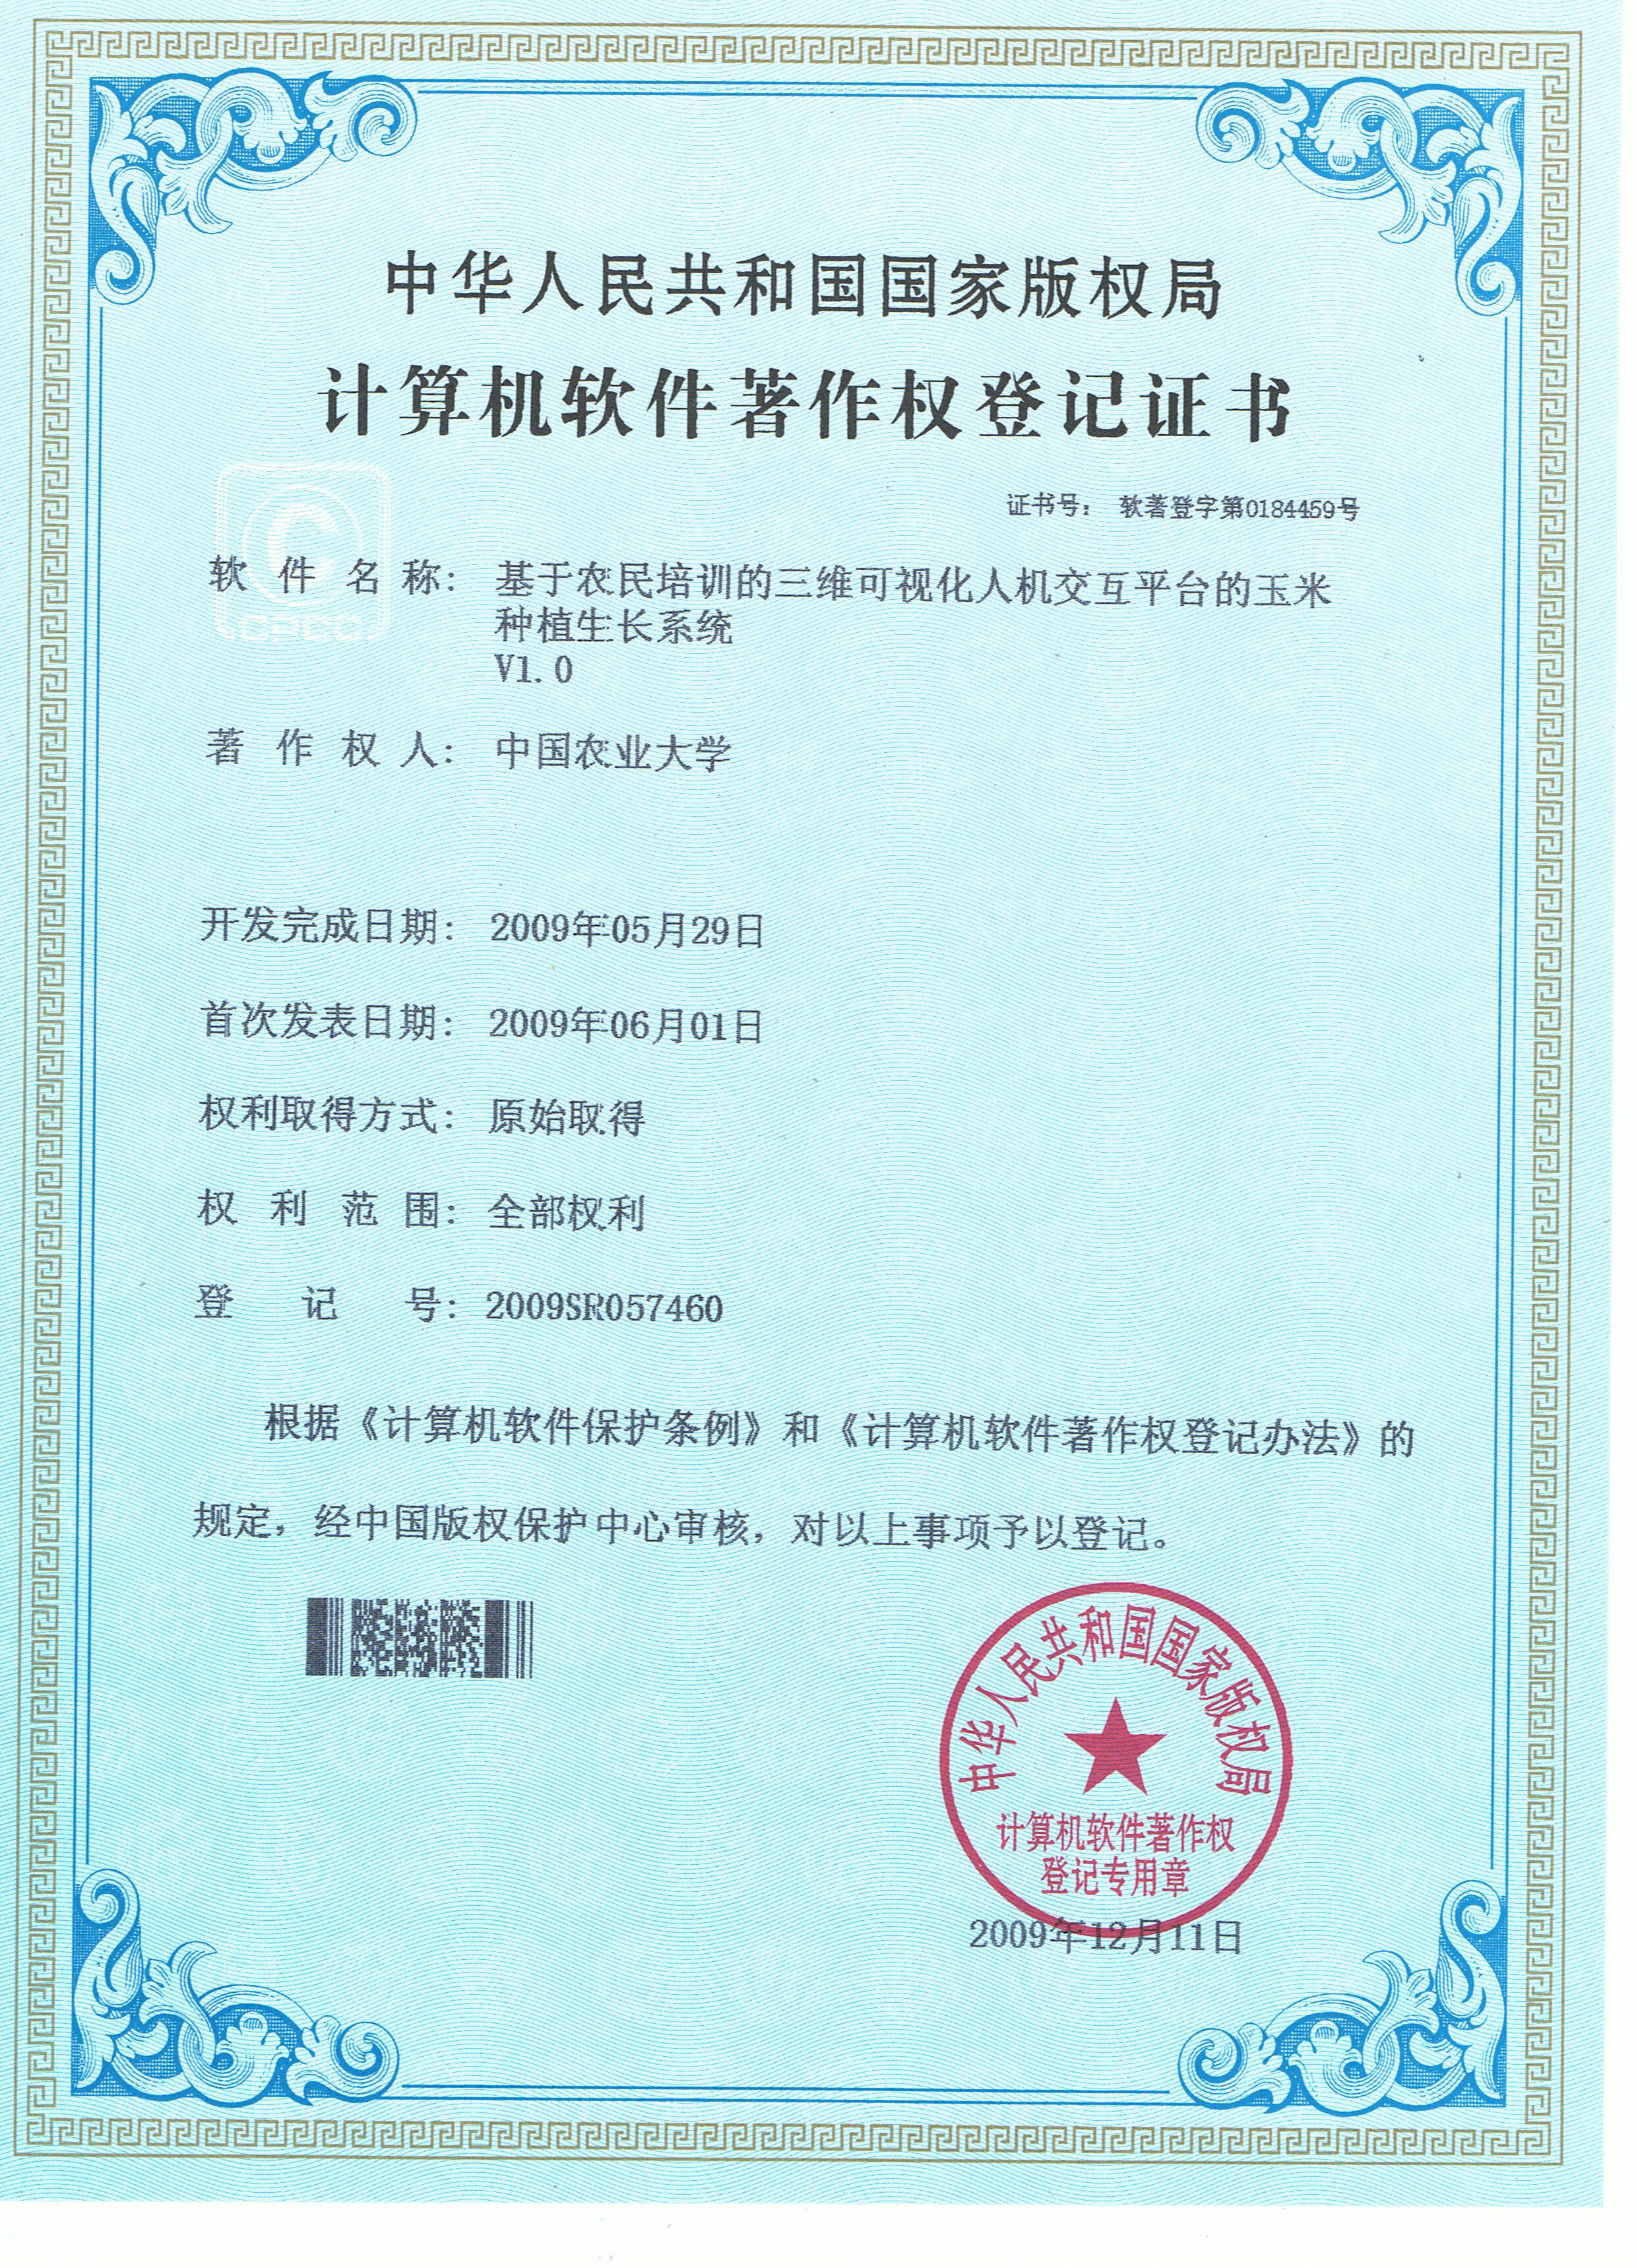 中华人民共和国国家版权局
计算机软件著作权登记证书
证书号： 软著登字第0184459号
CPCC
软件名称： 基于农民培训的三维可视化人机交互平台的玉米
种植生长系统
V1.0
著作权人： 中国农业大学
开发完成日期： 2009年05月29日
首次发表日期： 2009年06月01日
权利取得方式： 原始取得
权利范围： 全部权利
登记号： 2009SR057460
根据《计算机软件保护条例》和《计算机软件著作权登记办法》的
规定，经中国版权保护中心审核，对以上事项予以登记。
中华人民共和国国家版权局
计算机软件著作权
登记专用章
2009年12月11日